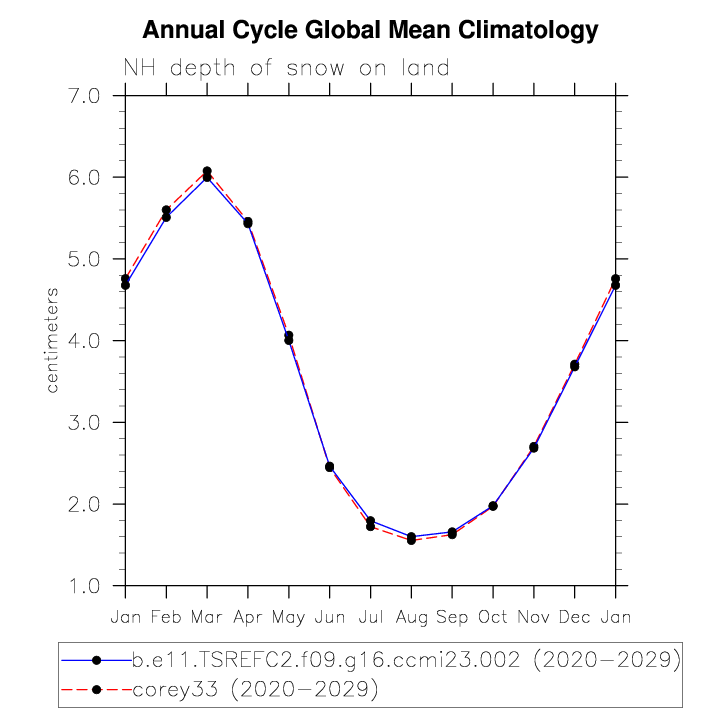 Annual Cycle Global Mean Climatology
NH depth of snow on land
7.0
6.0
5.0
4.0
3.0
2.0
1.0
centimeters
Jan Feb Mar Apr May Jun Jul Aug Sep Oct Nov Dec Jan
b.e11.TSREFC2.f09.g16.ccmi23.002 (2020-2029)
corey33 (2020-2029)